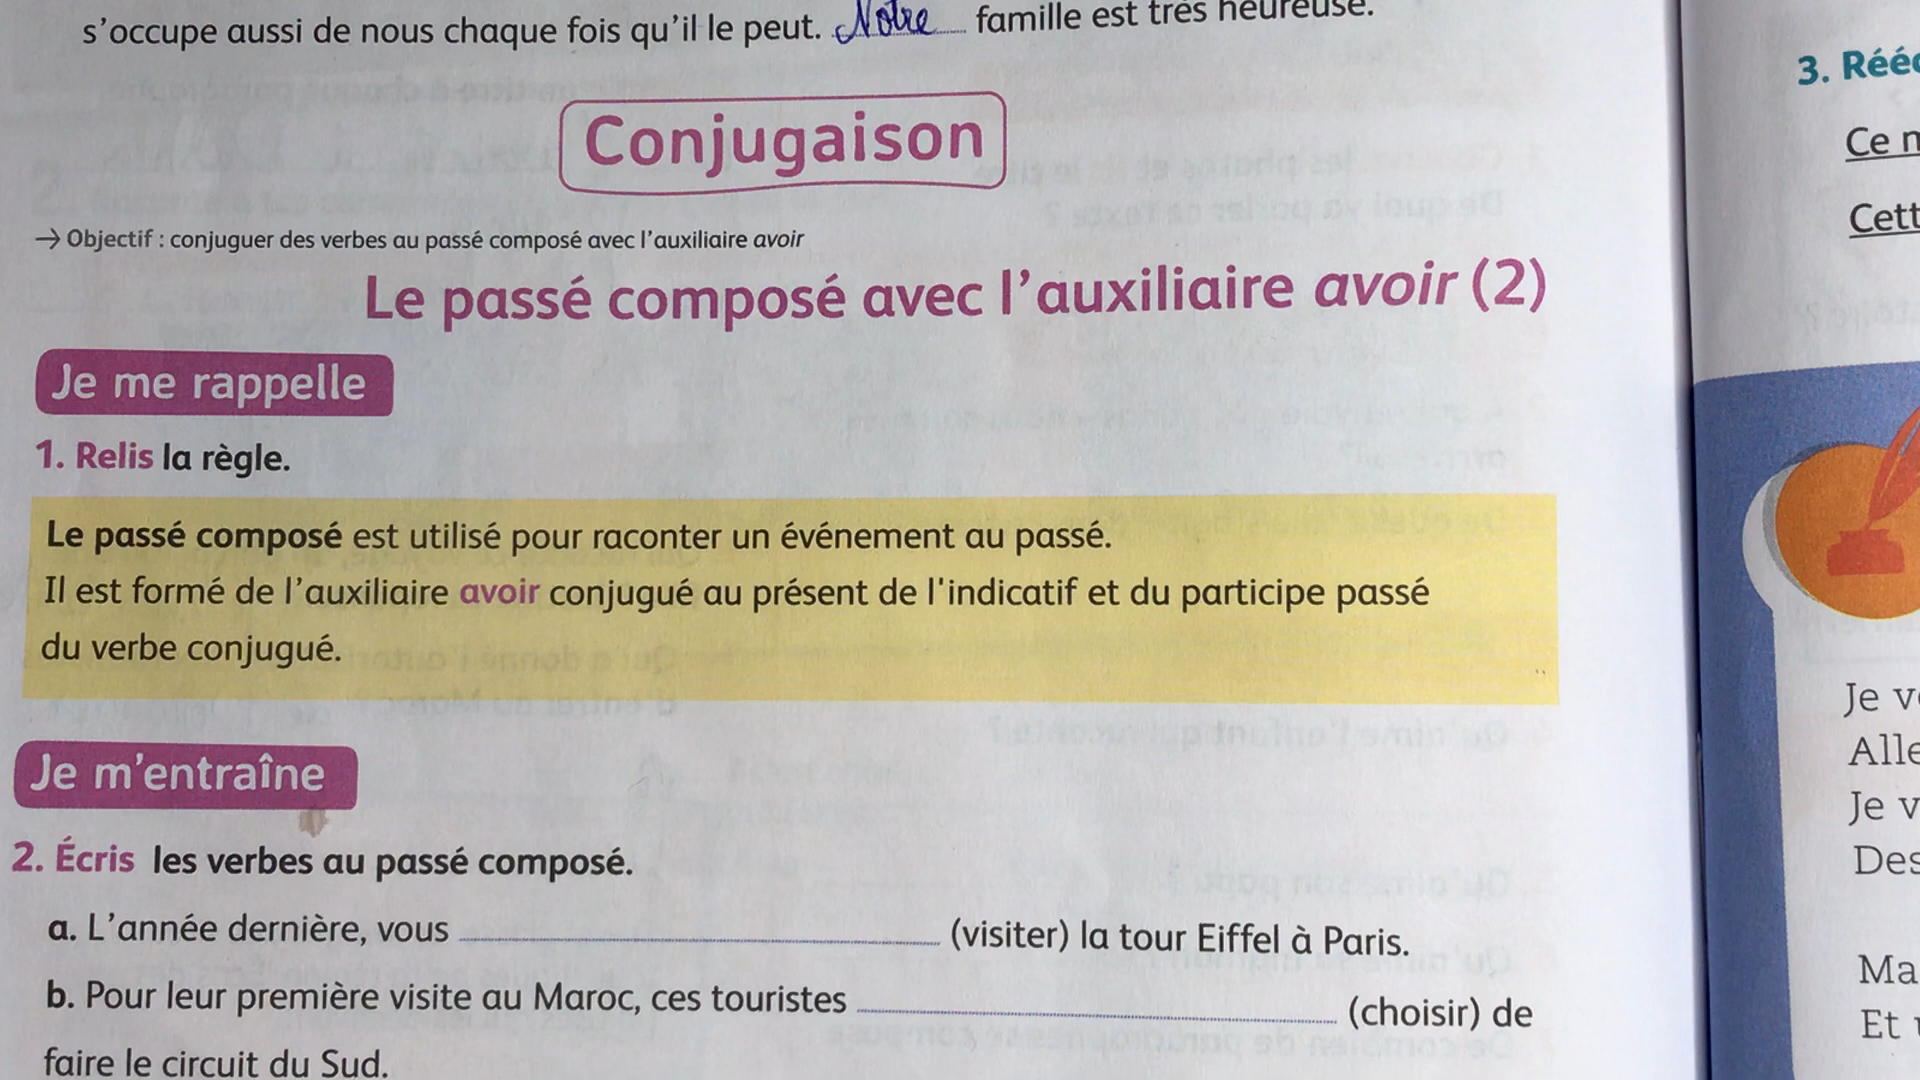 s'occupe aussi de nous chaque fois qu'il le peut. Notre famille est très heureuse.
Conjugaison
→ Objectif : conjuguer des verbes au passé composé avec l'auxiliaire avoir
Le passé composé avec l'auxiliaire avoir (2)
Je me rappelle
1. Relis la règle.
Le passé composé est utilisé pour raconter un événement au passé.
Il est formé de l'auxiliaire avoir conjugué au présent de l'indicatif et du participe passé
du verbe conjugué.
Je m'entraîne
2. Écris les verbes au passé composé.
a. L'année dernière, vous (visiter) la tour Eiffel à Paris.
b. Pour leur première visite au Maroc, ces touristes (choisir) de
faire le circuit du Sud.
3.
Ce
Je
Je
Et